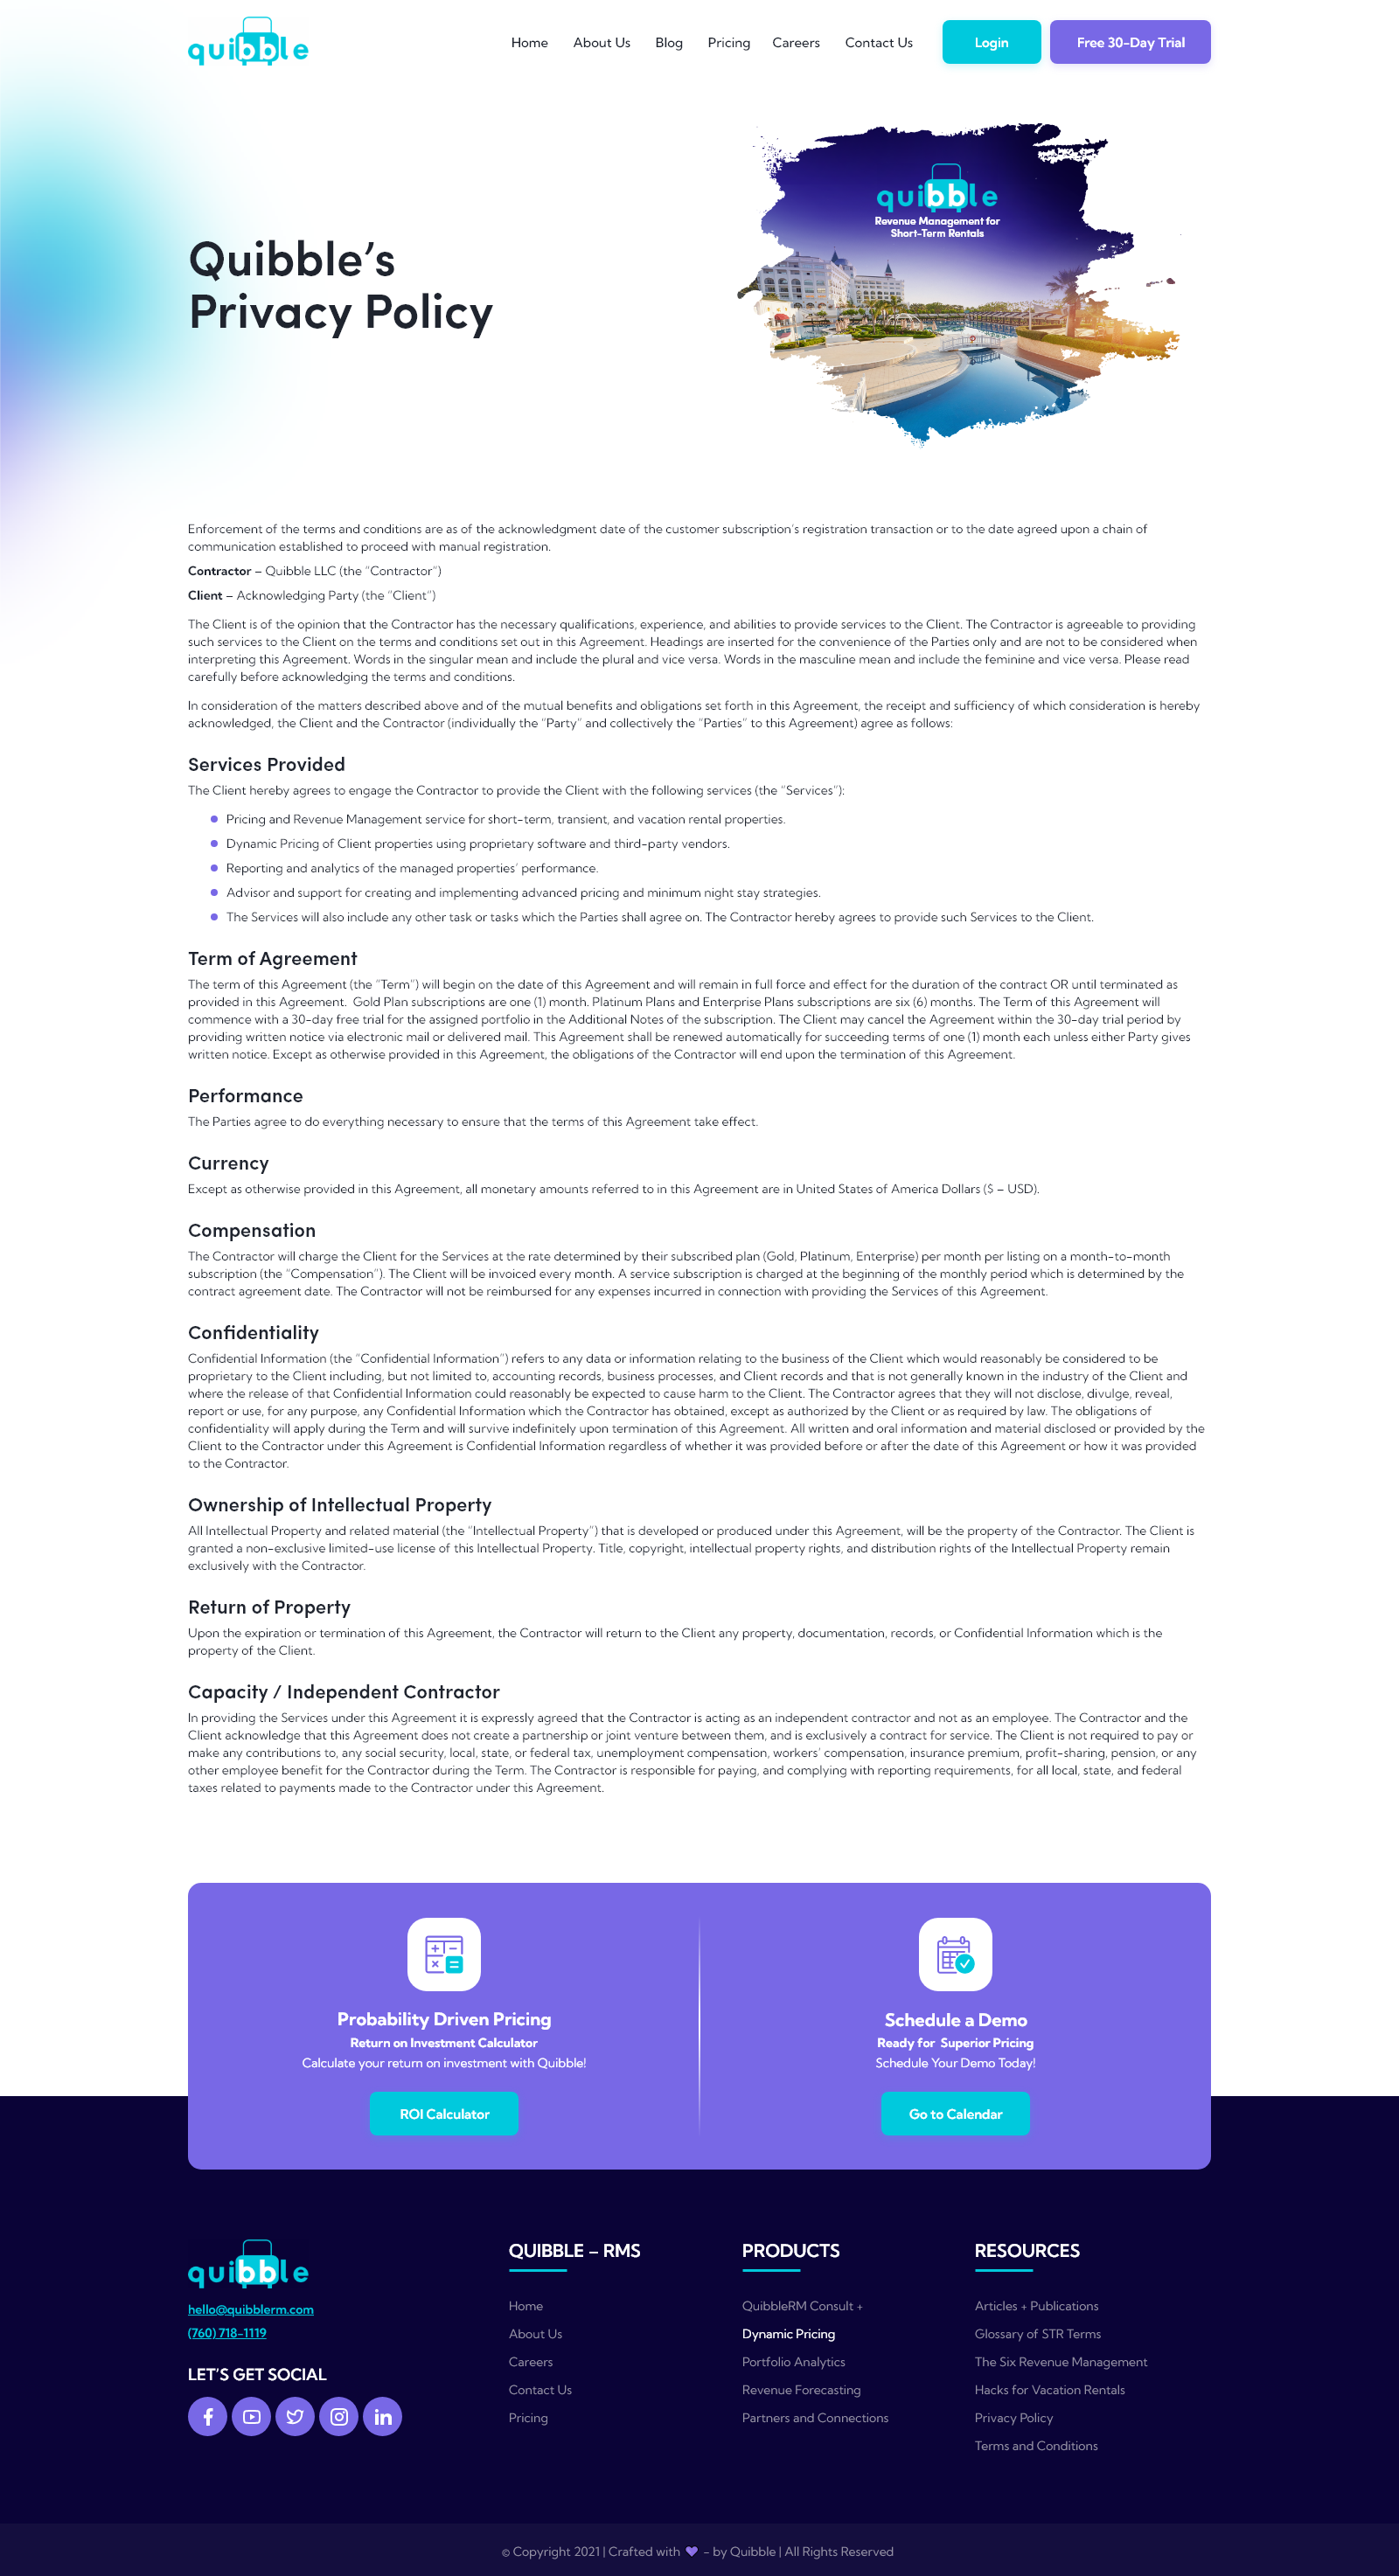 quibble
Home About Us Blog Pricing Careers Contact Us Login Free 30-Day Trial
quibble
Revenue Management for
Short-Term Rentals
Quibble’s
Privacy Policy
Enforcement of the terms and conditions are as of the acknowledgment date of the customer subscription’s registration transaction or to the date agreed upon a chain of
communication established to proceed with manual registration.
Contractor – Quibble LLC (the “Contractor”)
Client – Acknowledging Party (the “Client”)
The Client is of the opinion that the Contractor has the necessary qualifications, experience, and abilities to provide services to the Client. The Contractor is agreeable to providing
such services to the Client on the terms and conditions set out in this Agreement. Headings are inserted for the convenience of the Parties only and are not to be considered when
interpreting this Agreement. Words in the singular mean and include the plural and vice versa. Words in the masculine mean and include the feminine and vice versa. Please read
carefully before acknowledging the terms and conditions.
In consideration of the matters described above and of the mutual benefits and obligations set forth in this Agreement, the receipt and sufficiency of which consideration is hereby
acknowledged, the Client and the Contractor (individually the “Party” and collectively the “Parties” to this Agreement) agree as follows:
Services Provided
The Client hereby agrees to engage the Contractor to provide the Client with the following services (the “Services”):
Pricing and Revenue Management service for short-term, transient, and vacation rental properties.
Dynamic Pricing of Client properties using proprietary software and third-party vendors.
Reporting and analytics of the managed properties’ performance.
Advisor and support for creating and implementing advanced pricing and minimum night stay strategies.
The Services will also include any other task or tasks which the Parties shall agree on. The Contractor hereby agrees to provide such Services to the Client.
Term of Agreement
The term of this Agreement (the “Term”) will begin on the date of this Agreement and will remain in full force and effect for the duration of the contract OR until terminated as
provided in this Agreement. Gold Plan subscriptions are one (1) month. Platinum Plans and Enterprise Plans subscriptions are six (6) months. The Term of this Agreement will
commence with a 30-day free trial for the assigned portfolio in the Additional Notes of the subscription. The Client may cancel the Agreement within the 30-day trial period by
providing written notice via electronic mail or delivered mail. This Agreement shall be renewed automatically for succeeding terms of one (1) month each unless either Party gives
written notice. Except as otherwise provided in this Agreement, the obligations of the Contractor will end upon the termination of this Agreement.
Performance
The Parties agree to do everything necessary to ensure that the terms of this Agreement take effect.
Currency
Except as otherwise provided in this Agreement, all monetary amounts referred to in this Agreement are in United States of America Dollars ($ – USD).
Compensation
The Contractor will charge the Client for the Services at the rate determined by their subscribed plan (Gold, Platinum, Enterprise) per month per listing on a month-to-month
subscription (the “Compensation”). The Client will be invoiced every month. A service subscription is charged at the beginning of the monthly period which is determined by the
contract agreement date. The Contractor will not be reimbursed for any expenses incurred in connection with providing the Services of this Agreement.
Confidentiality
Confidential Information (the “Confidential Information”) refers to any data or information relating to the business of the Client which would reasonably be considered to be
proprietary to the Client including, but not limited to, accounting records, business processes, and Client records and that is not generally known in the industry of the Client and
where the release of that Confidential Information could reasonably be expected to cause harm to the Client. The Contractor agrees that they will not disclose, divulge, reveal,
report or use, for any purpose, any Confidential Information which the Contractor has obtained, except as authorized by the Client or as required by law. The obligations of
confidentiality will apply during the Term and will survive indefinitely upon termination of this Agreement. All written and oral information and material disclosed or provided by the
Client to the Contractor under this Agreement is Confidential Information regardless of whether it was provided before or after the date of this Agreement or how it was provided
to the Contractor.
Ownership of Intellectual Property
All Intellectual Property and related material (the “Intellectual Property”) that is developed or produced under this Agreement, will be the property of the Contractor. The Client is
granted a non-exclusive limited-use license of this Intellectual Property. Title, copyright, intellectual property rights, and distribution rights of the Intellectual Property remain
exclusively with the Contractor.
Return of Property
Upon the expiration or termination of this Agreement, the Contractor will return to the Client any property, documentation, records, or Confidential Information which is the
property of the Client.
Capacity / Independent Contractor
In providing the Services under this Agreement it is expressly agreed that the Contractor is acting as an independent contractor and not as an employee. The Contractor and the
Client acknowledge that this Agreement does not create a partnership or joint venture between them, and is exclusively a contract for service. The Client is not required to pay or
make any contributions to, any social security, local, state, or federal tax, unemployment compensation, workers’ compensation, insurance premium, profit-sharing, pension, or any
other employee benefit for the Contractor during the Term. The Contractor is responsible for paying, and complying with reporting requirements, for all local, state, and federal
taxes related to payments made to the Contractor under this Agreement.
Probability Driven Pricing
Return on Investment Calculator
Calculate your return on investment with Quibble!
ROI Calculator
Schedule a Demo
Ready for Superior Pricing
Schedule Your Demo Today!
Go to Calendar
quibble
hello@quibblerm.com
(760) 718-1119
LET’S GET SOCIAL
QUIBBLE – RMS
Home
About Us
Careers
Contact Us
Pricing
PRODUCTS
QuibbleRM Consult +
Dynamic Pricing
Portfolio Analytics
Revenue Forecasting
Partners and Connections
RESOURCES
Articles + Publications
Glossary of STR Terms
The Six Revenue Management
Hacks for Vacation Rentals
Privacy Policy
Terms and Conditions
© Copyright 2021 | Crafted with 💜 - by Quibble | All Rights Reserved